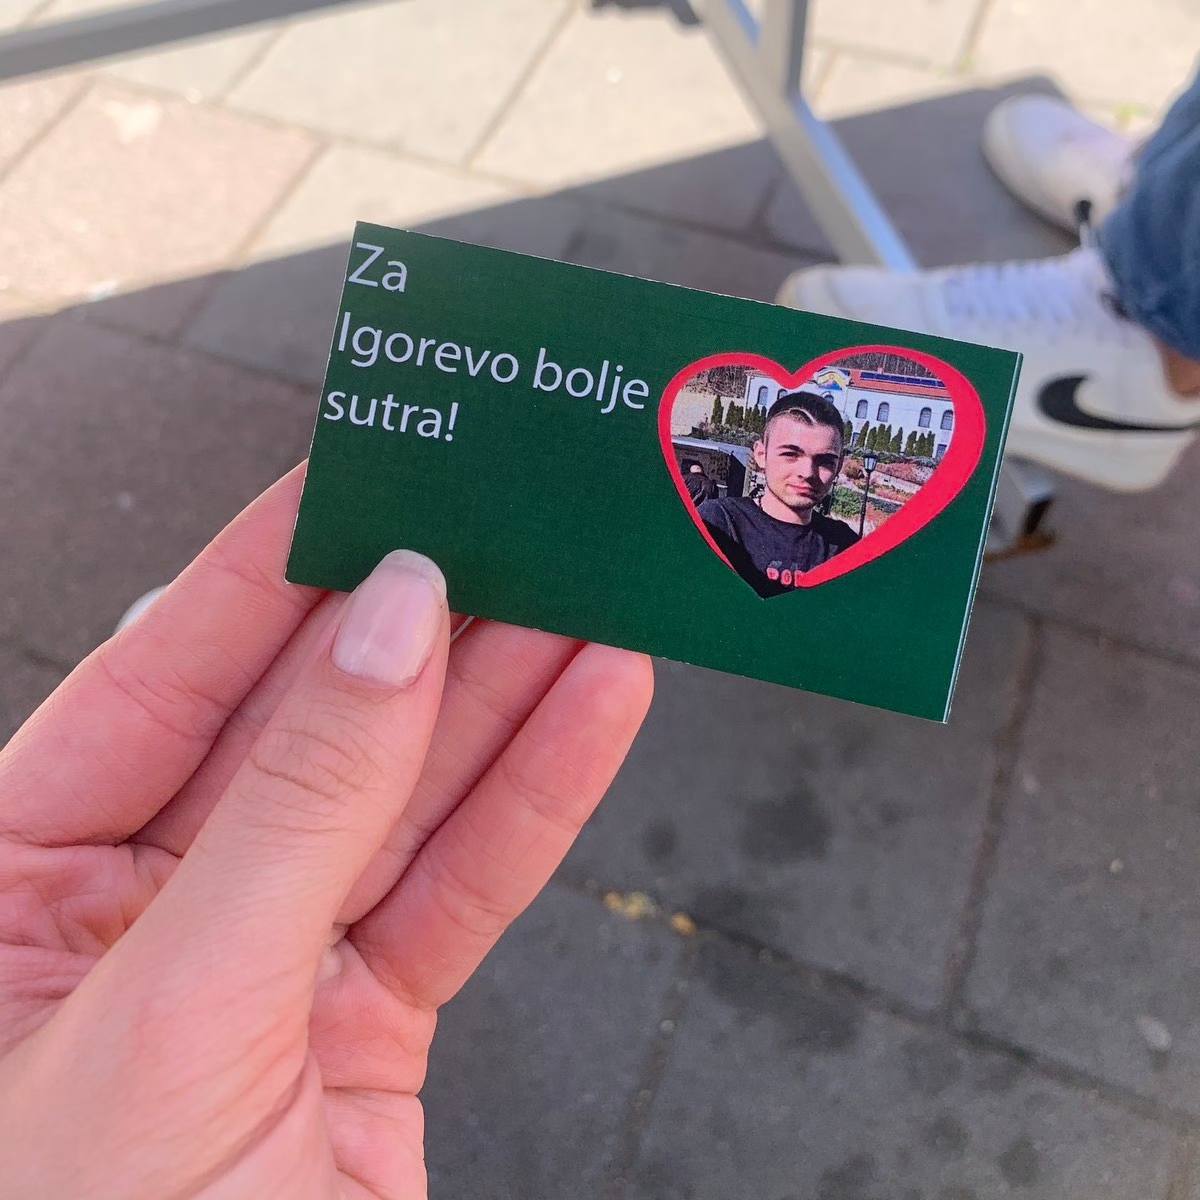 Za
Igorevo bolje
sutra!